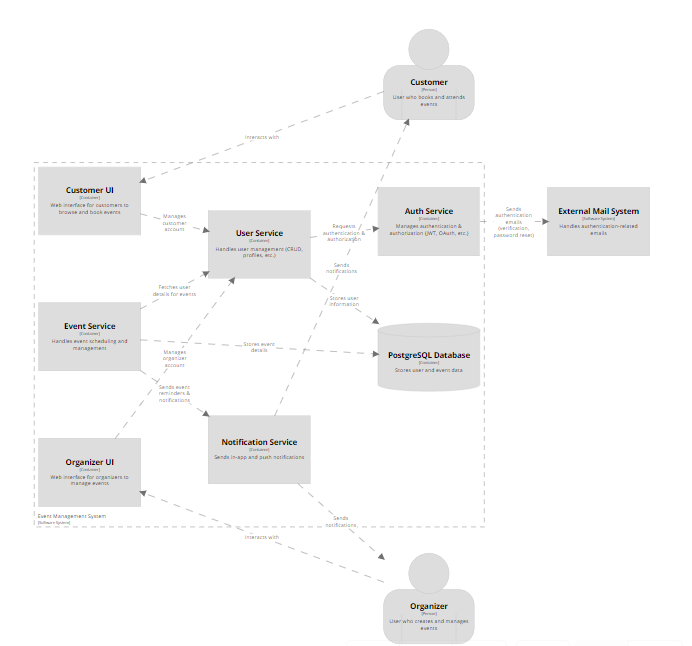 Customer
[Person]
User who books and attends
events
Interacts with
Customer UI
[Container]
Web interface for customers to
browse and book events
Manages
customer
account
User Service
[Container]
Handles user management (CRUD,
profiles, etc.)
Requests
authentication &
authorization
Auth Service
[Container]
Manages authentication &
authorization (JWT, OAuth, etc.)
Sends
authentication
emails
(verification,
password reset)
External Mail System
[Software System]
Handles authentication-related
emails
Sends
notifications
Fetches user
details for events
Stores user
information
Event Service
[Container]
Handles event scheduling and
management
Stores event
details
PostgreSQL Database
[Container]
Stores user and event data
Manages
organizer
account
Sends event
reminders &
notifications
Notification Service
[Container]
Sends in-app and push notifications
Organizer UI
[Container]
Web interface for organizers to
manage events
Event Management System
[Software System]
Sends
notifications
Interacts with
Organizer
[Person]
User who creates and manages
events